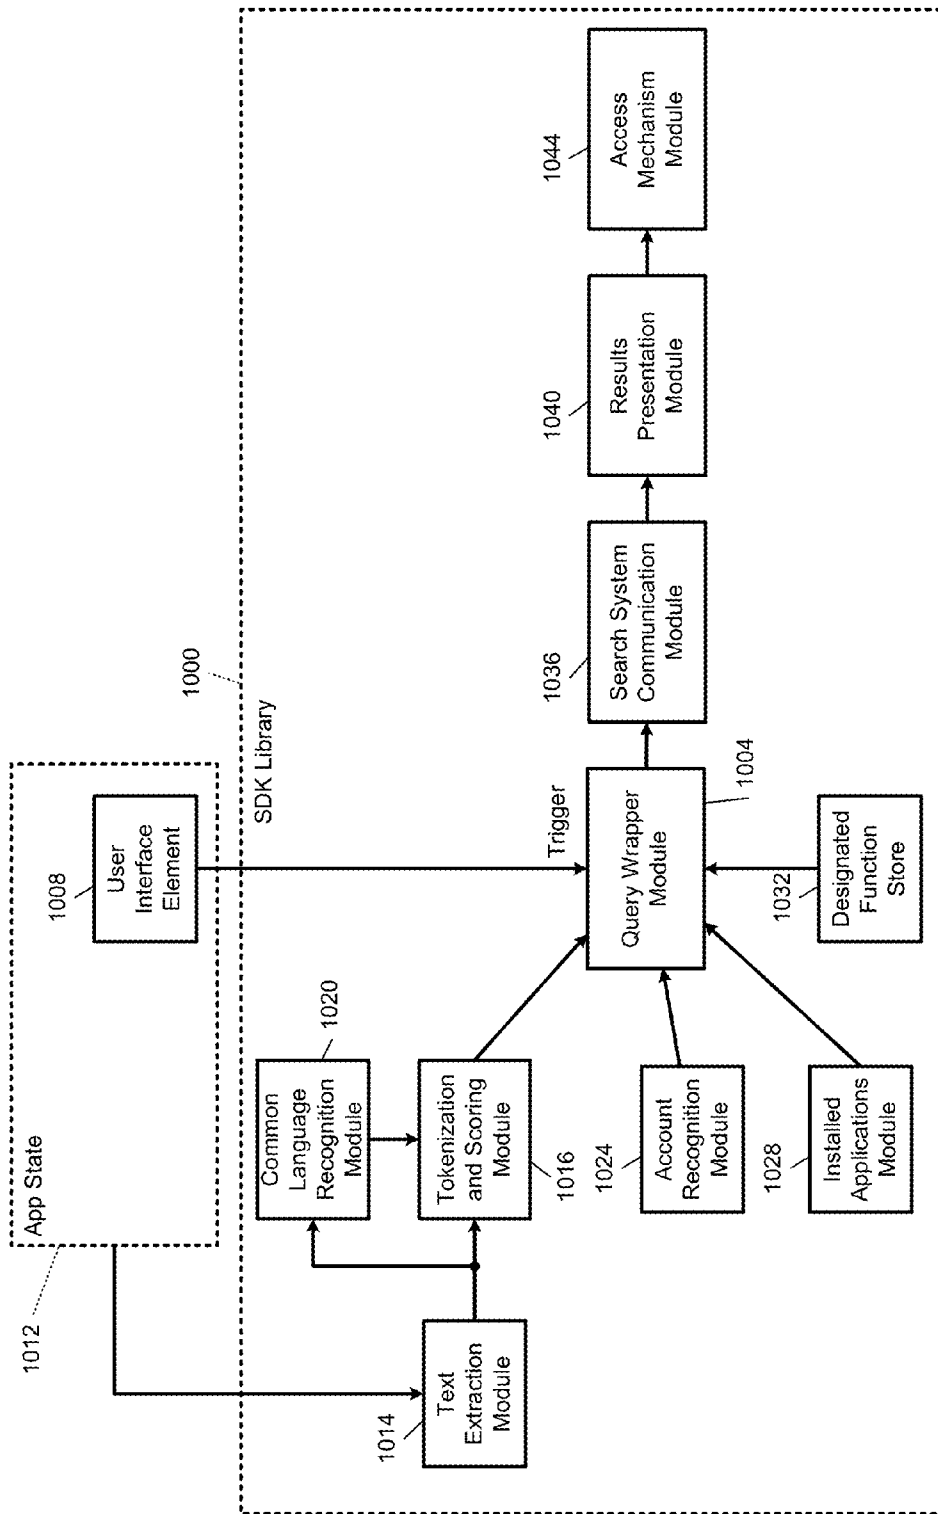 App State
1012
User
Interface
Element
1008
1000
SDK Library
Text
Extraction
Module
1014
Common
Language
Recognition
Module
1020
Tokenization
and Scoring
Module
1016
Account
Recognition
Module
1024
Installed
Applications
Module
1028
Trigger
Query Wrapper
Module
1004
Designated
Function
Store
1032
Search System
Communication
Module
1036
Results
Presentation
Module
1040
Access
Mechanism
Module
1044